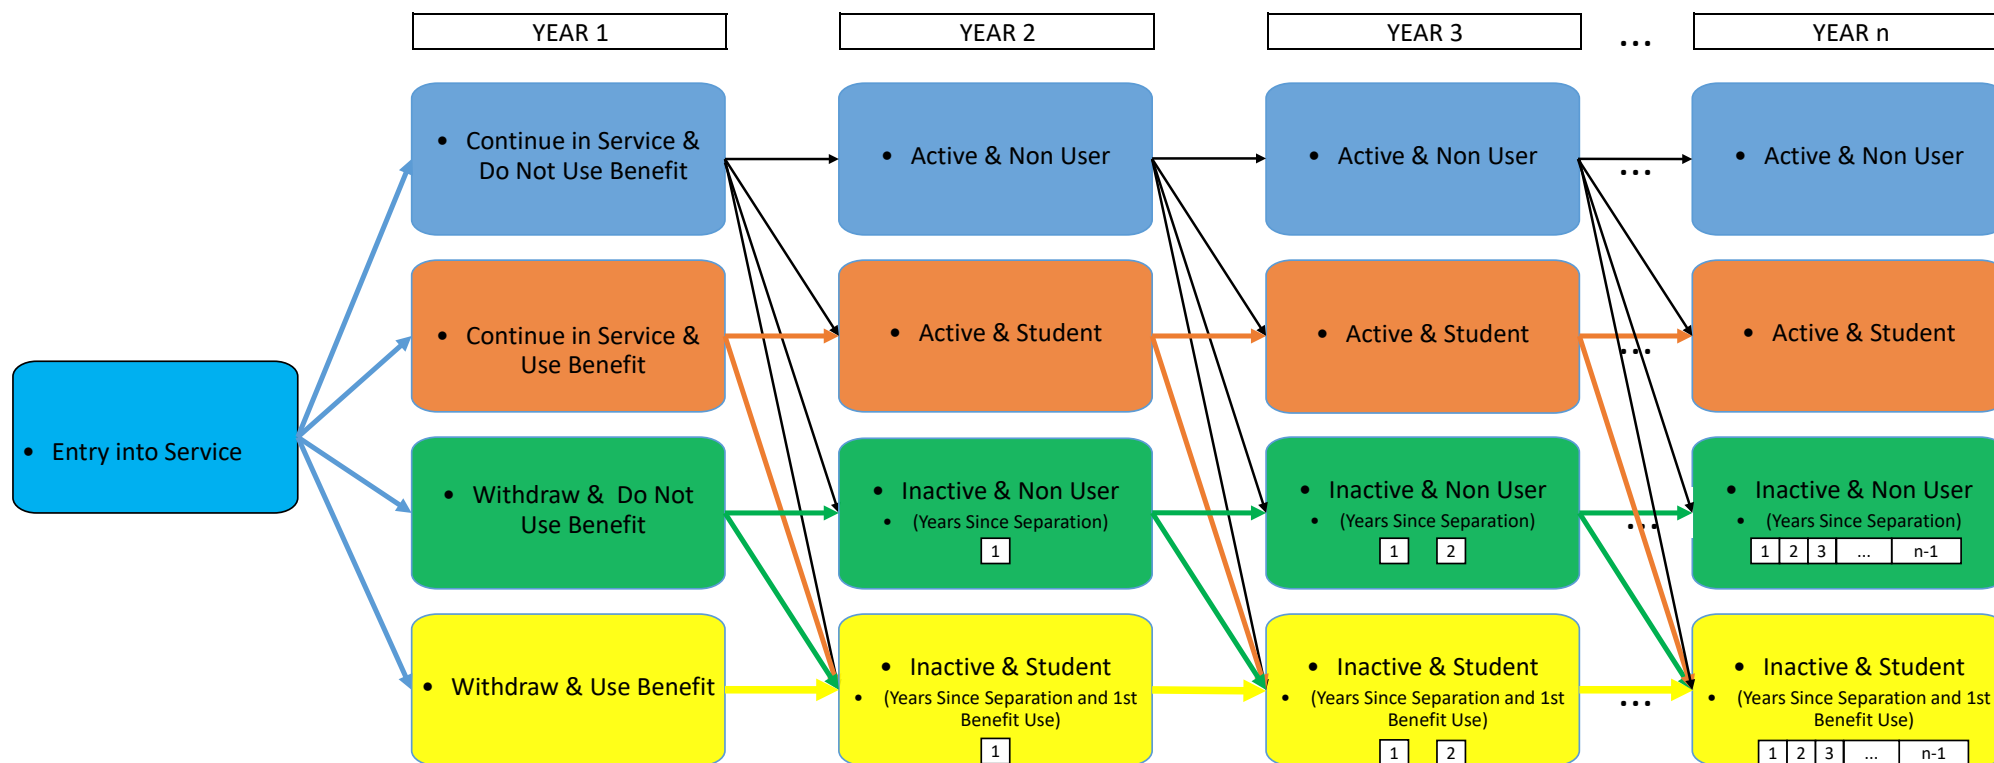 YEAR 1
YEAR 2
YEAR 3
...
YEAR n
• Entry into Service
• Continue in Service &
Do Not Use Benefit
• Active & Non User
• Active & Non User
...
• Active & Non User
• Continue in Service &
Use Benefit
• Active & Student
• Active & Student
...
• Active & Student
• Withdraw & Do Not
Use Benefit
• Inactive & Non User
• (Years Since Separation)
1
• Inactive & Non User
• (Years Since Separation)
1 2
...
• Inactive & Non User
• (Years Since Separation)
1 2 3 ... n-1
• Withdraw & Use Benefit
• Inactive & Student
• (Years Since Separation and 1st
Benefit Use)
1
• Inactive & Student
• (Years Since Separation and 1st
Benefit Use)
1 2
...
• Inactive & Student
• (Years Since Separation and 1st
Benefit Use)
1 2 3 ... n-1